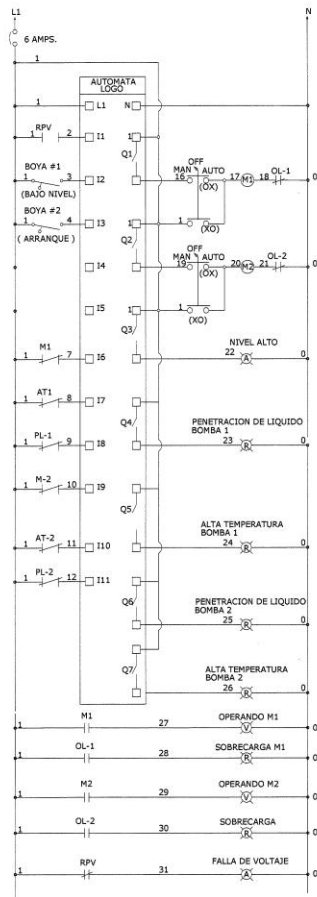 L1 N
6 AMPS.
1
AUTOMATA
LOGO
1 L1 N
RPV
1 2 I1 1
Q1
OFF
MAN AUTO
BOYA #1
1 3 I2 16 (OX) 17 M1 18 OL-1 0
(BAJO NIVEL)
BOYA #2
1 4 I3 1 1 (XO)
( ARRANQUE )
Q2
OFF
MAN AUTO
I4 19 (OX) 20 M2 21 OL-2 0
I5 1 1
(XO)
Q3
NIVEL ALTO
M1
1 7 I6 22 A 0
AT1
1 8 I7
Q4
PENETRACION DE LIQUIDO
BOMBA 1
PL-1
1 9 I8 23 R 0
M-2
1 10 I9
Q5
ALTA TEMPERATURA
BOMBA 1
AT-2
1 11 I10 24 R 0
PL-2
1 12 I11
Q6
PENETRACION DE LIQUIDO
BOMBA 2
25 R 0
Q7
ALTA TEMPERATURA
BOMBA 2
26 R 0
M1 OPERANDO M1
1 27 V 0
OL-1 SOBRECARGA M1
1 28 R 0
M2 OPERANDO M2
1 29 V 0
OL-2 SOBRECARGA
1 30 R 0
RPV FALLA DE VOLTAJE
1 31 A 0